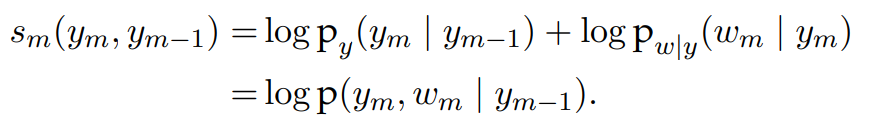 s_m(y_m, y_{m−1}) = log p_y(y_m | y_{m−1}) + log p_{w|y}(w_m | y_m)
= log p(y_m, w_m | y_{m−1}).